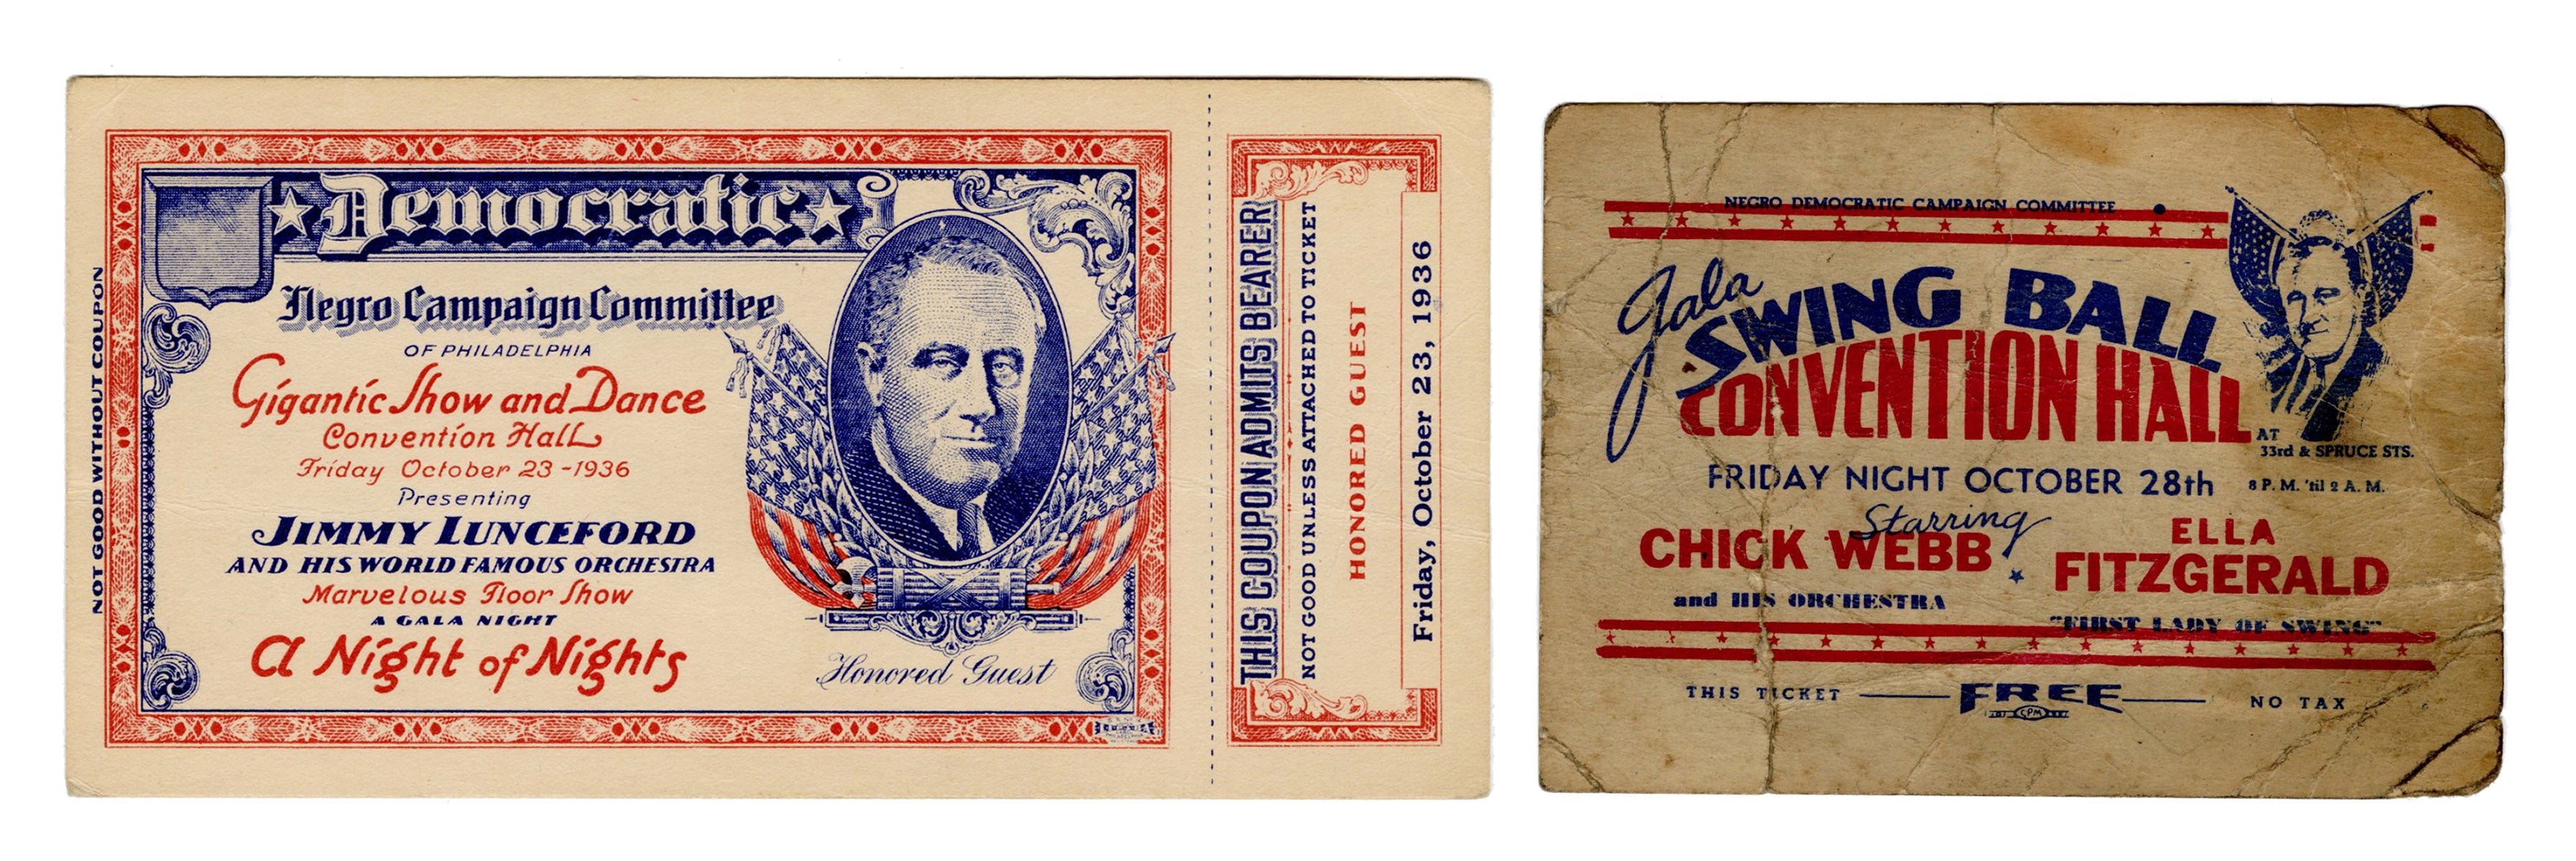 NOT GOOD WITHOUT COUPON
Democratic
Negro Campaign Committee
OF PHILADELPHIA
Gigantic Show and Dance
Convention Hall
Friday October 23-1936
Presenting
JIMMY LUNCEFORD
AND HIS WORLD FAMOUS ORCHESTRA
Marvelous Floor Show
A GALA NIGHT
A Night of Nights
Honored Guest
THIS COUPON ADMITS BEARER
NOT GOOD UNLESS ATTACHED TO TICKET
HONORED GUEST
Friday, October 23, 1936
NEGRO DEMOCRATIC CAMPAIGN COMMITTEE
Gala
SWING BALL
CONVENTION HALL
AT
33rd & SPRUCE STS.
FRIDAY NIGHT OCTOBER 28th
8 P.M. 'til 2 A.M.
Starring
CHICK WEBB
and HIS ORCHESTRA
ELLA
FITZGERALD
"FIRST LADY OF SWING"
THIS TICKET FREE NO TAX
CPM